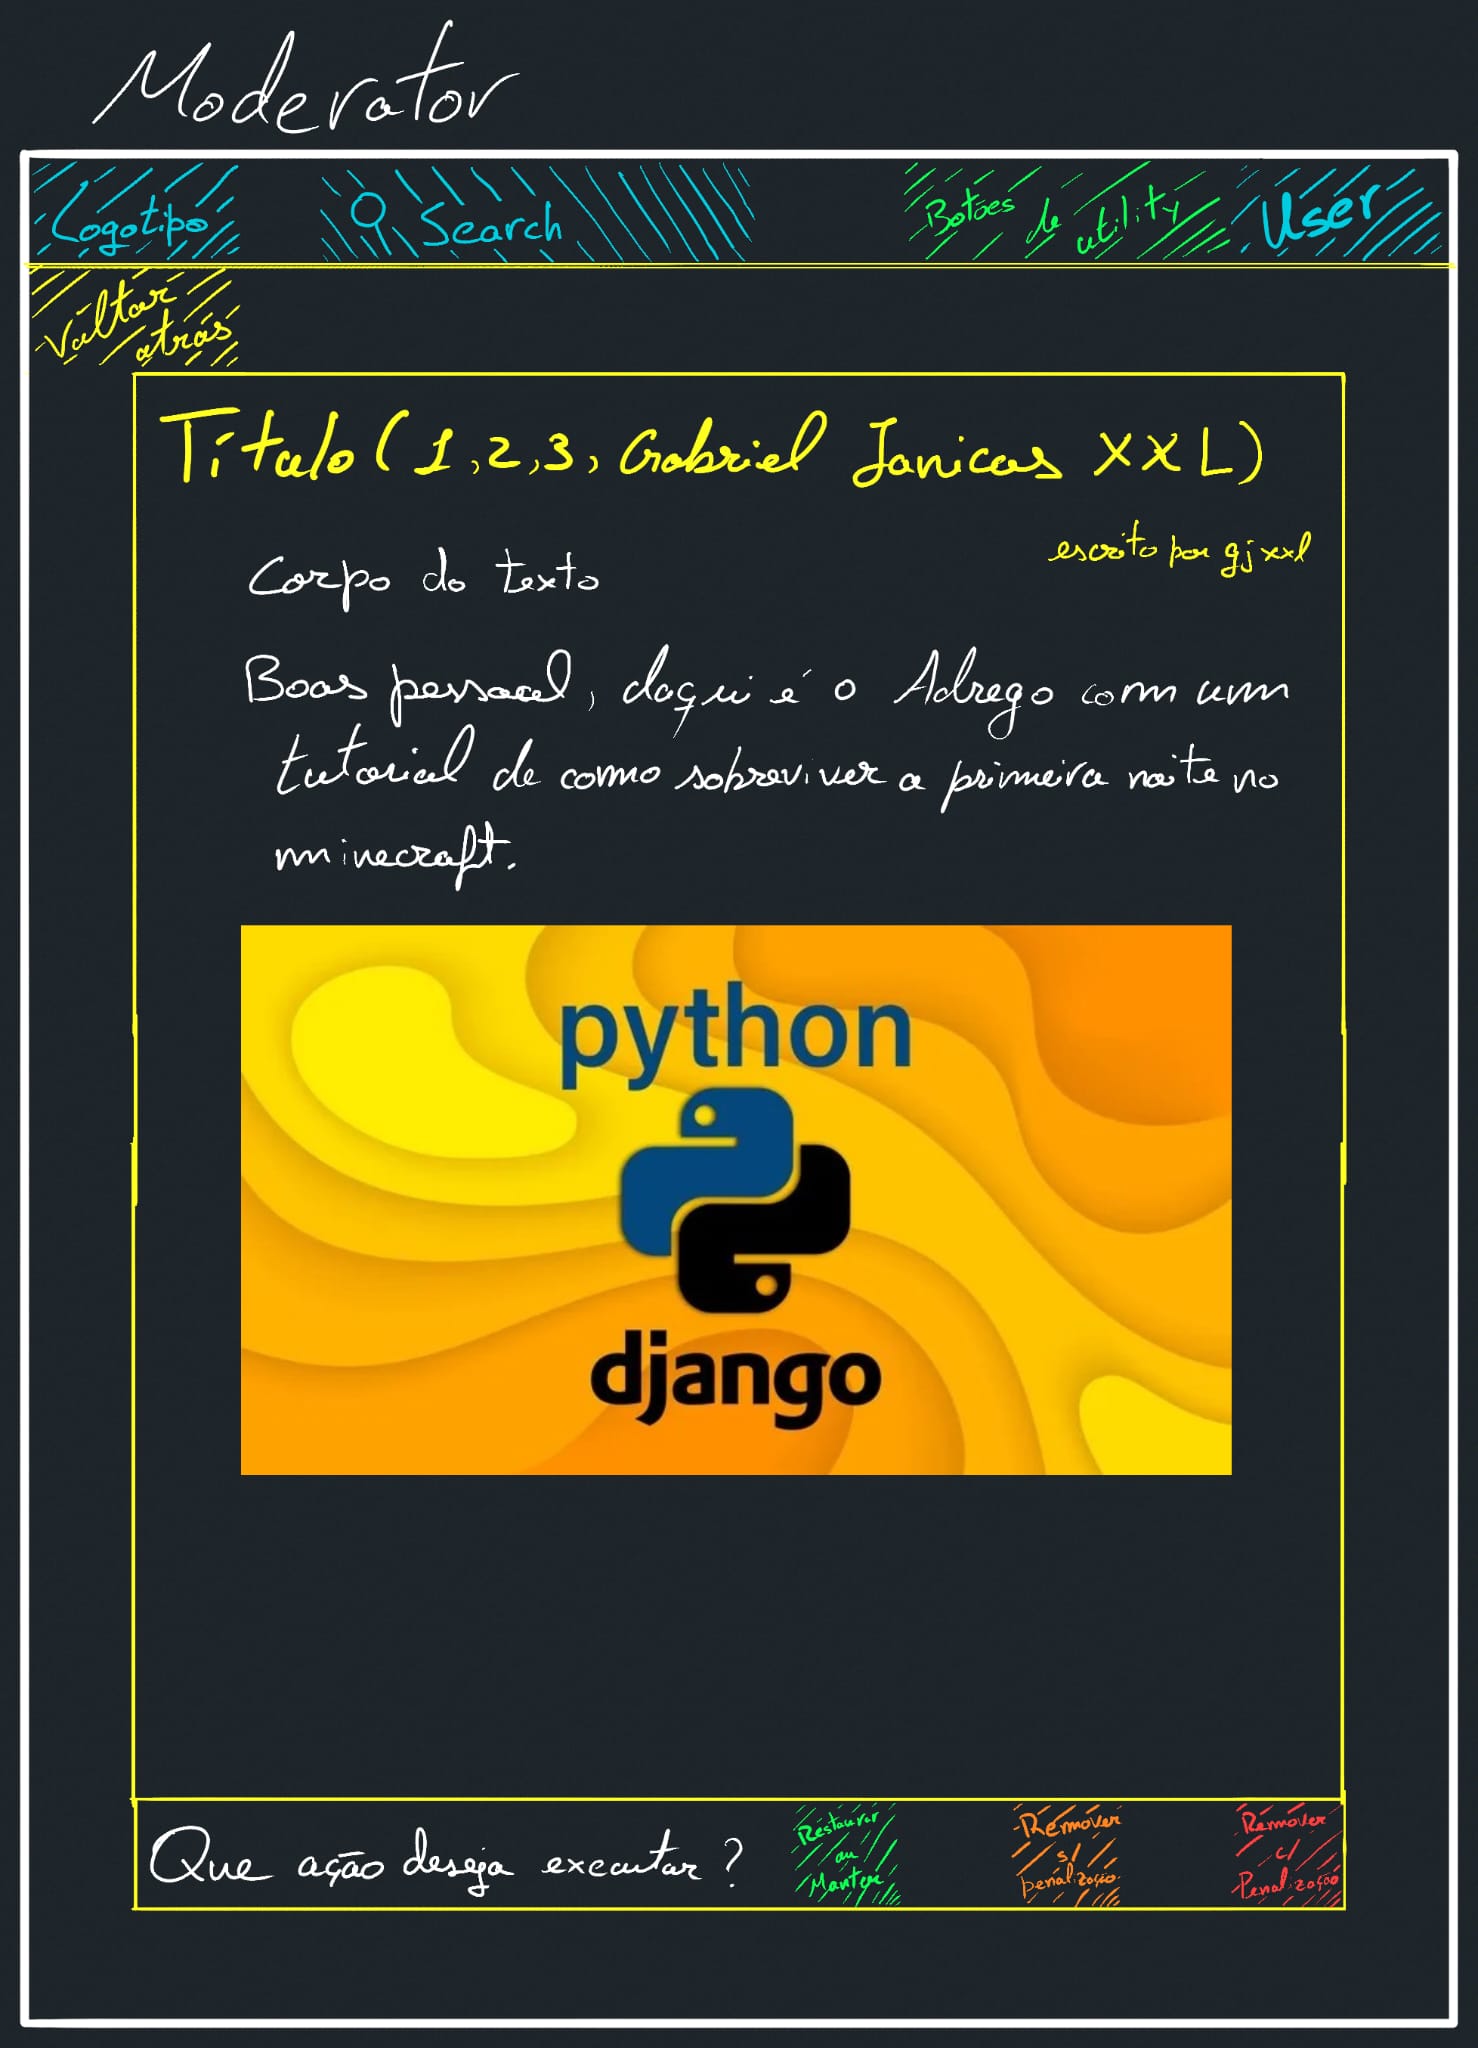 Moderator
Logotipo
Search
Botões de utility
User
Voltar
atrás
Título (1,2,3, Gabriel Janicas XXL)
escrito por gjxxl
Corpo do texto
Boas pessoal, daqui é o Adrego com um
tutorial de como sobreviver a primeira noite no
minecraft.
python
django
Que ação deseja executar?
Restaurar
ou
Manter
Remover
s/
penalização
Remover
c/
Penalização